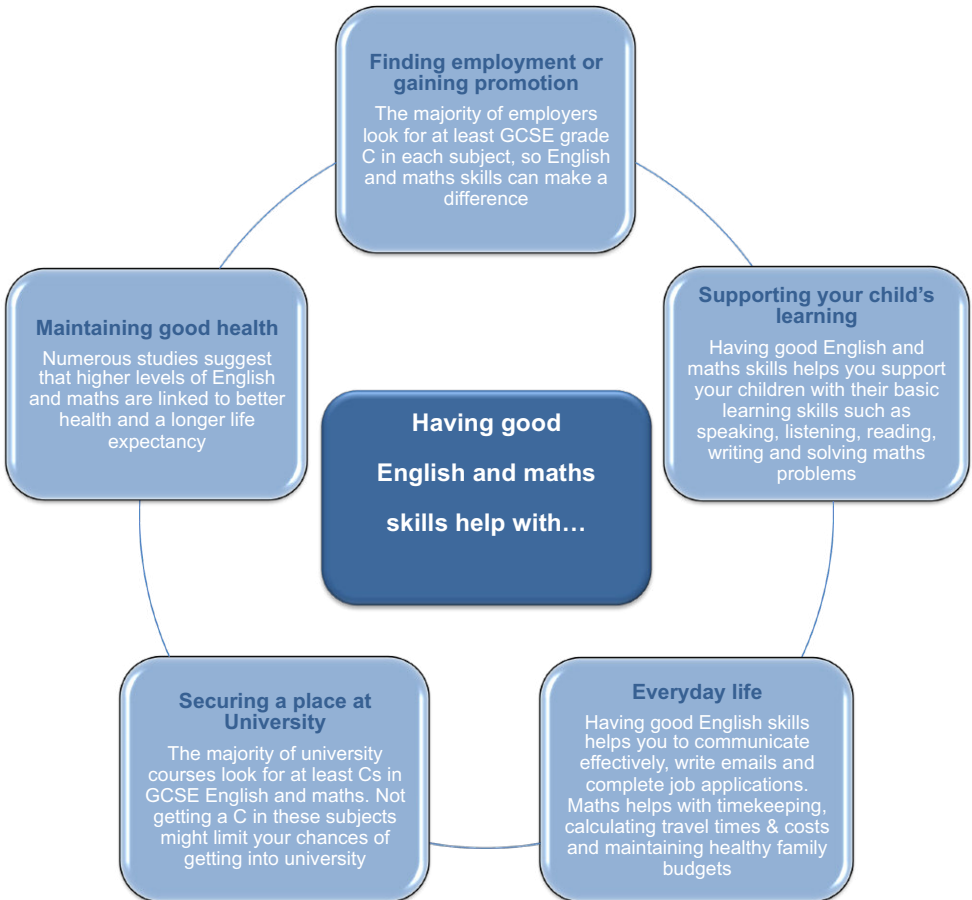 Finding employment or
gaining promotion
The majority of employers
look for at least GCSE grade
C in each subject, so English
and maths skills can make a
difference
Supporting your child's
learning
Having good English and
maths skills helps you support
your children with their basic
learning skills such as
speaking, listening, reading,
writing and solving maths
problems
Everyday life
Having good English skills
helps you to communicate
effectively, write emails and
complete job applications.
Maths helps with timekeeping,
calculating travel times & costs
and maintaining healthy family
budgets
Securing a place at
University
The majority of university
courses look for at least Cs in
GCSE English and maths. Not
getting a C in these subjects
might limit your chances of
getting into university
Maintaining good health
Numerous studies suggest
that higher levels of English
and maths are linked to better
health and a longer life
expectancy
Having good
English and maths
skills help with…